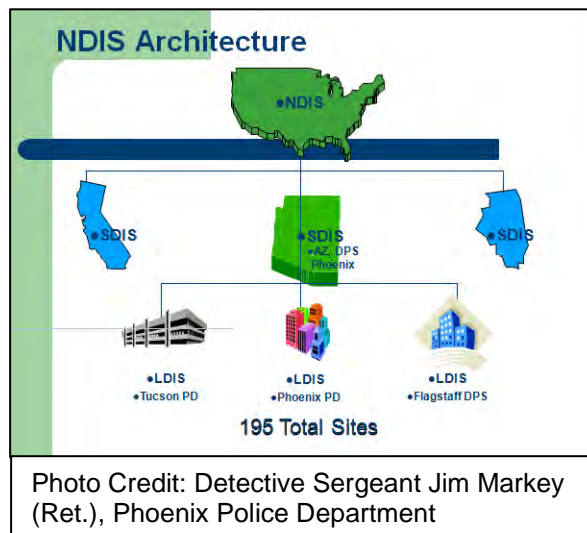 NDIS Architecture
•NDIS
•SDIS
•SDIS
•AZ, DPS
Phoenix
•SDIS
•LDIS
•Tucson PD
•LDIS
•Phoenix PD
•LDIS
•Flagstaff DPS
195 Total Sites
Photo Credit: Detective Sergeant Jim Markey
(Ret.), Phoenix Police Department